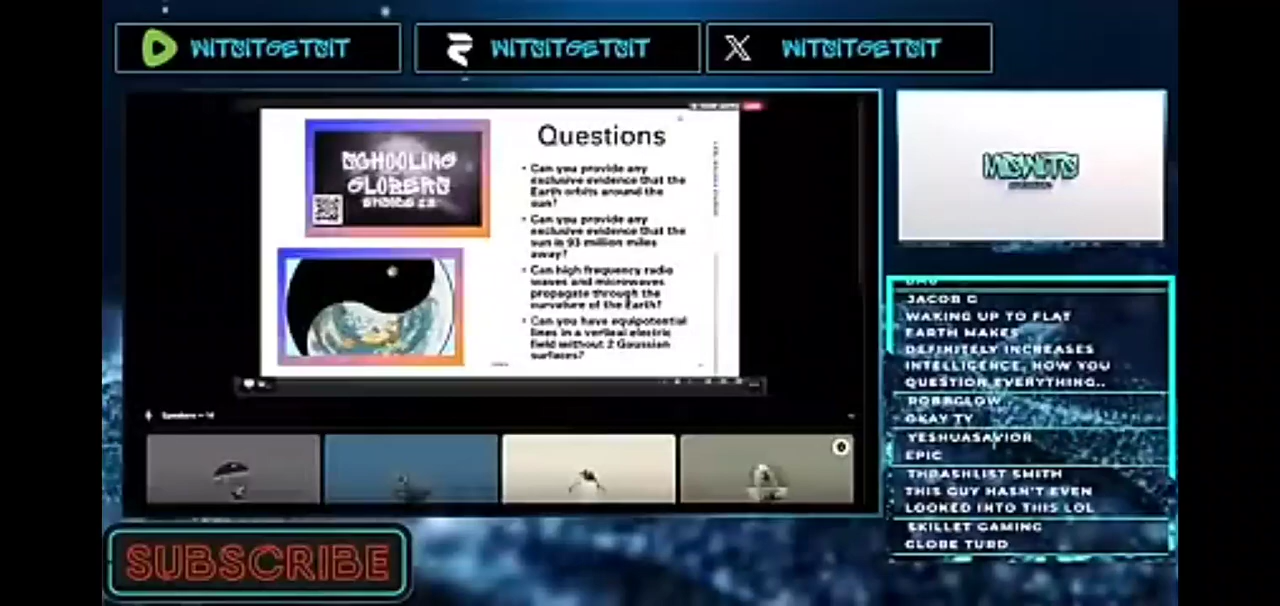 WITSITGETSIT
WITSITGETSIT
WITSITGETSIT
SCHOOLING
GLOBERS
Questions
• Can you provide any
exclusive evidence that the
Earth orbits around the
sun?
• Can you provide any
exclusive evidence that the
sun is 93 million miles
away?
• Can high frequency radio
waves and microwaves
propagate through the
curvature of the Earth?
• Can you have equipotential
lines in a vertical electric
field without 2 Gaussian
surfaces?
JACOB G
WAKING UP TO FLAT
EARTH MAKES
DEFINITELY INCREASES
INTELLIGENCE, HOW YOU
QUESTION EVERYTHING..
ROBBGLOW
OKAY TY
YESHUASAVIOR
EPIC
THRASHLIST SMITH
THIS GUY HASN'T EVEN
LOOKED INTO THIS LOL
SKILLET GAMING
GLOBE TURD
SUBSCRIBE